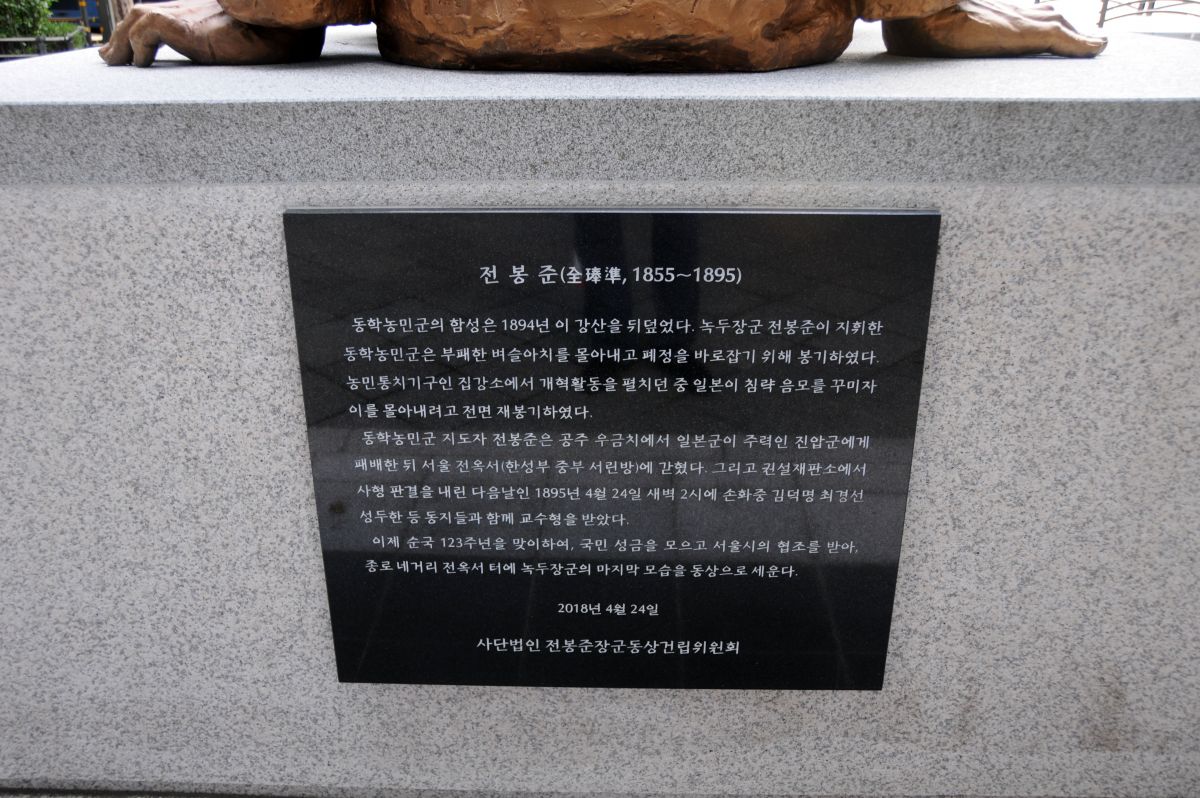 전 봉 준(全琫準, 1855~1895)
동학농민군의 함성은 1894년 이 강산을 뒤덮었다. 녹두장군 전봉준이 지휘한
동학농민군은 부패한 벼슬아치를 몰아내고 폐정을 바로잡기 위해 봉기하였다.
농민통치기구인 집강소에서 개혁활동을 펼치던 중 일본이 침략 음모를 꾸미자
이를 몰아내려고 전면 재봉기하였다.
동학농민군 지도자 전봉준은 공주 우금치에서 일본군이 주력인 진압군에게
패배한 뒤 서울 전옥서(한성부 중부 서린방)에 갇혔다. 그리고 권설재판소에서
사형 판결을 내린 다음날인 1895년 4월 24일 새벽 2시에 손화중 김덕명 최경선
성두한 등 동지들과 함께 교수형을 받았다.
이제 순국 123주년을 맞이하여, 국민 성금을 모으고 서울시의 협조를 받아,
종로 네거리 전옥서 터에 녹두장군의 마지막 모습을 동상으로 세운다.
2018년 4월 24일
사단법인 전봉준장군동상건립위원회